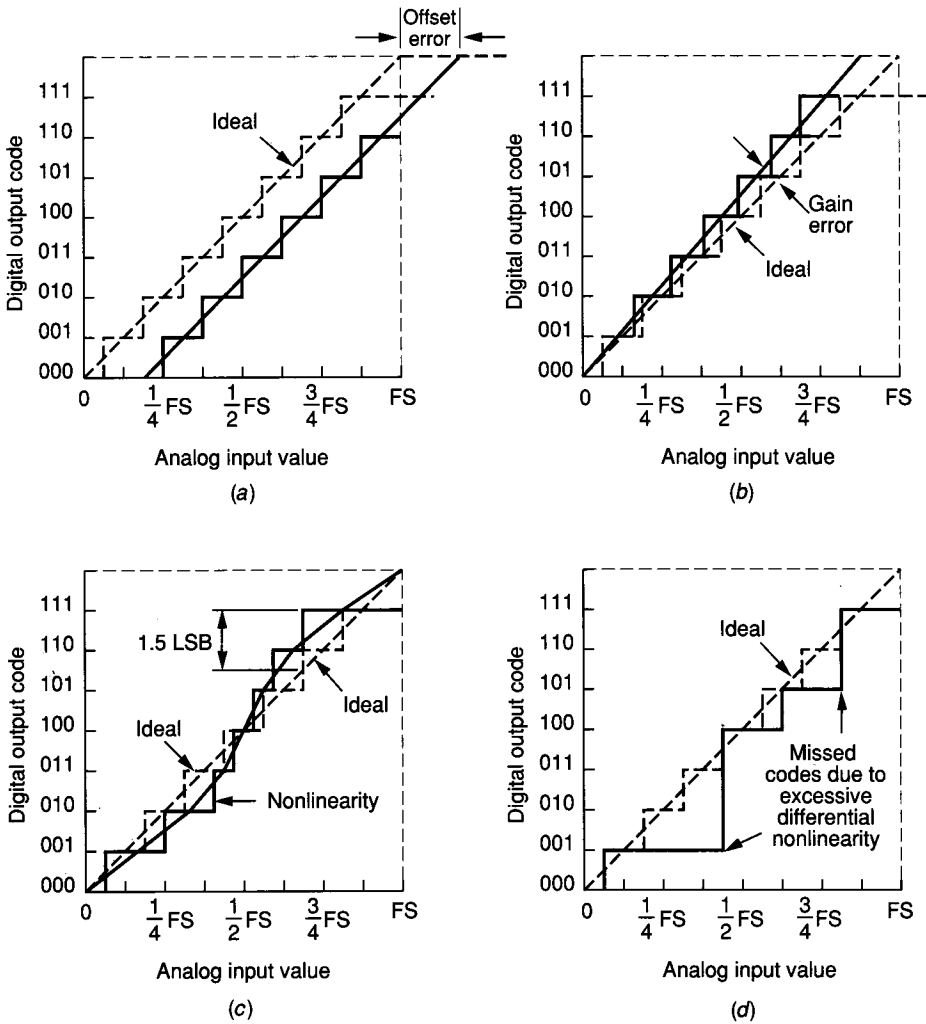 Offset
error
111
110
101
100
011
010
001
000
Digital output code
Ideal
0
1/4 FS
1/2 FS
3/4 FS
FS
Analog input value
(a)
111
110
101
100
011
010
001
000
Digital output code
Gain
error
Ideal
0
1/4 FS
1/2 FS
3/4 FS
FS
Analog input value
(b)
111
110
101
100
011
010
001
000
Digital output code
1.5 LSB
Ideal
Ideal
Nonlinearity
0
1/4 FS
1/2 FS
3/4 FS
FS
Analog input value
(c)
111
110
101
100
011
010
001
000
Digital output code
Ideal
Missed
codes due to
excessive
differential
nonlinearity
0
1/4 FS
1/2 FS
3/4 FS
FS
Analog input value
(d)